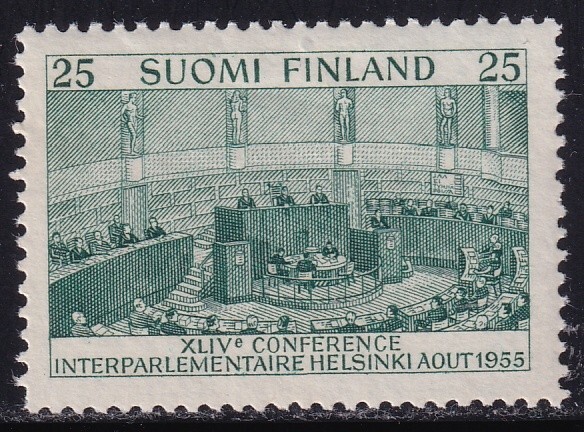 25 SUOMI FINLAND 25
XLIVe CONFERENCE
INTERPARLEMENTAIRE HELSINKI AOUT 1955